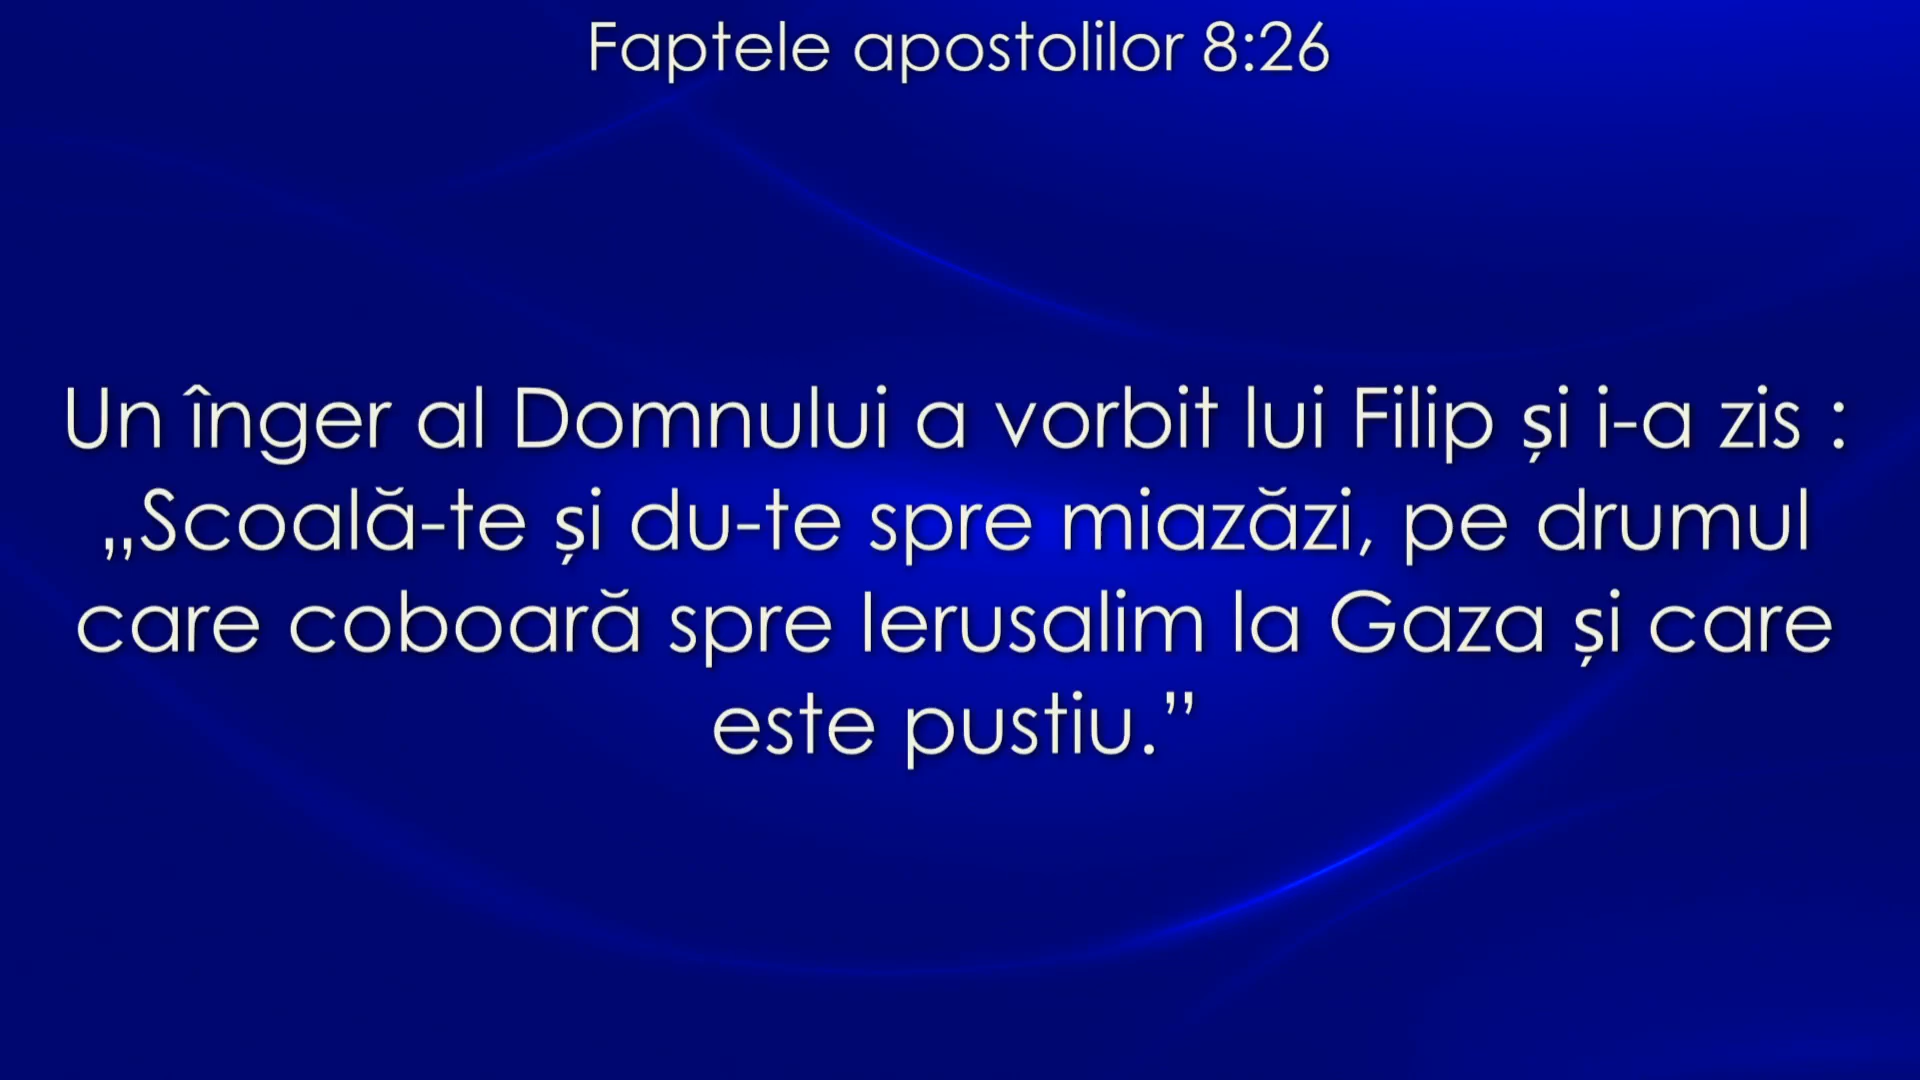 Faptele apostolilor 8:26
Un înger al Domnului a vorbit lui Filip și i-a zis :
„Scoală-te și du-te spre miazăzi, pe drumul
care coboară spre Ierusalim la Gaza și care
este pustiu.”